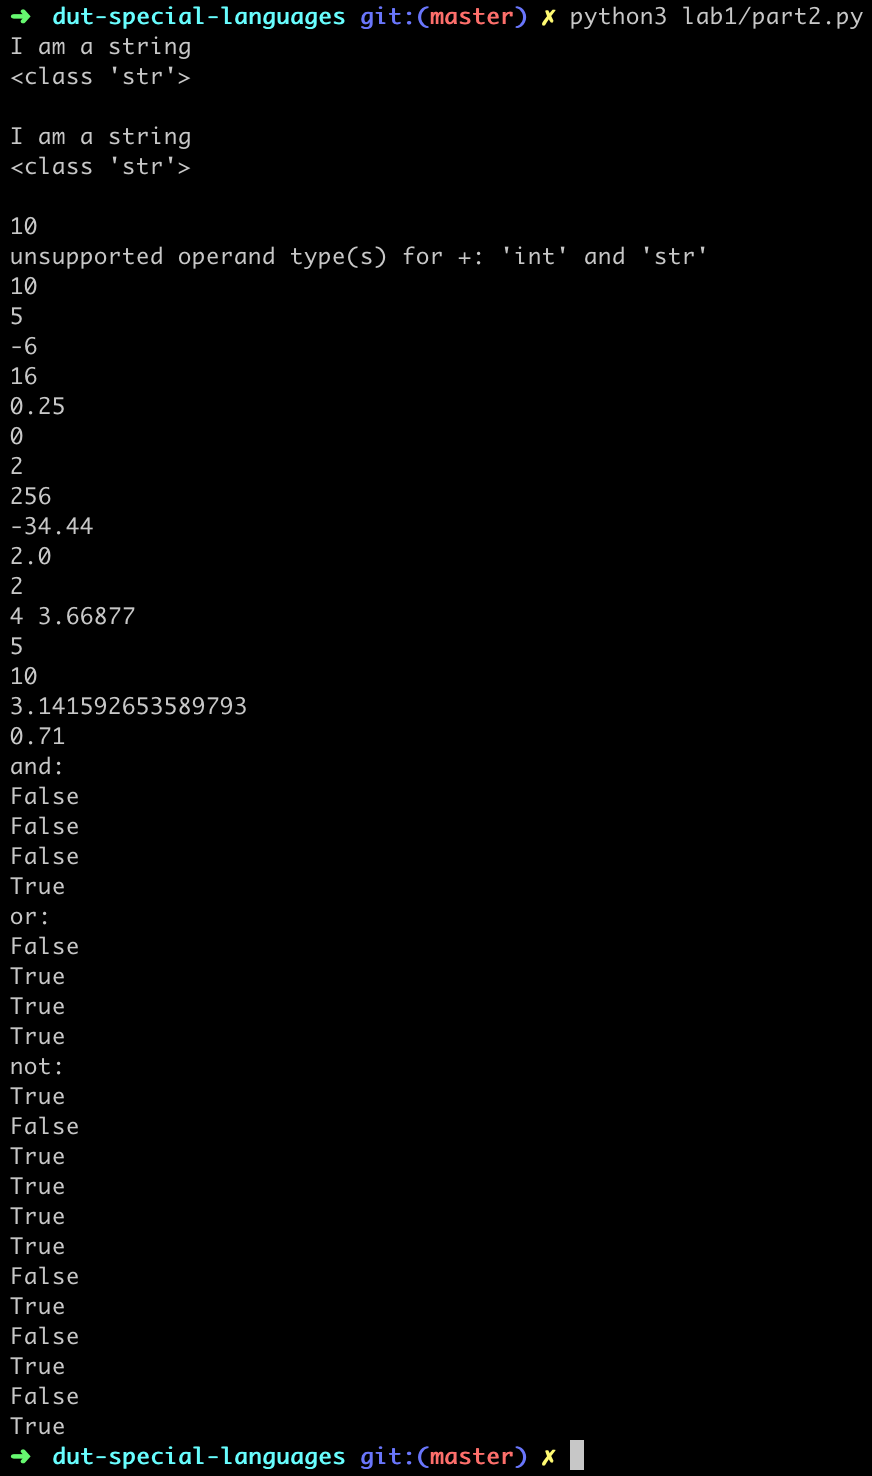 ➜  dut-special-languages git:(master) ✗ python3 lab1/part2.py
I am a string
<class 'str'>

I am a string
<class 'str'>

10
unsupported operand type(s) for +: 'int' and 'str'
10
5
-6
16
0.25
0
2
256
-34.44
2.0
2
4 3.66877
5
10
3.141592653589793
0.71
and:
False
False
False
True
or:
False
True
True
True
not:
True
False
True
True
True
True
False
True
False
True
False
True
➜  dut-special-languages git:(master) ✗